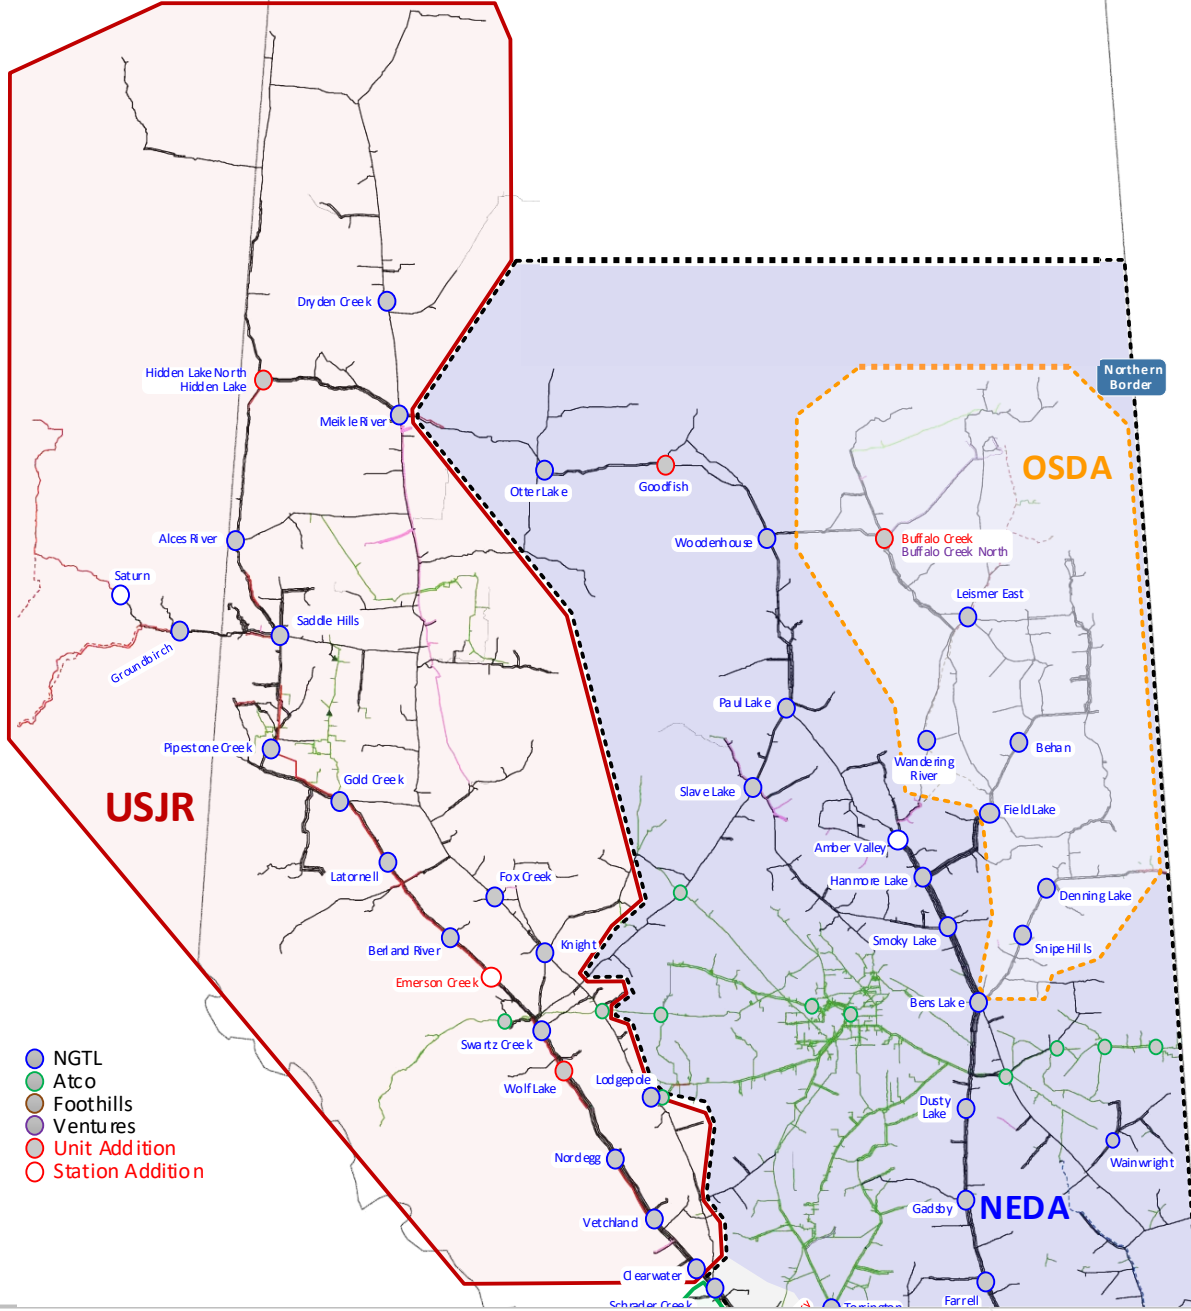 Northern
Border
Dryden Creek
Hidden Lake North
Hidden Lake
Meikle River
OSDA
Otter Lake
Goodfish
Alces River
Woodenhouse
Buffalo Creek
Buffalo Creek North
Saturn
Leismer East
Saddle Hills
Groundbirch
Paul Lake
Pipestone Creek
Wandering
River
Behan
Gold Creek
Slave Lake
USJR
Field Lake
Amber Valley
Latornell
Fox Creek
Hanmore Lake
Denning Lake
Berland River
Knight
Smoky Lake
Snipe Hills
Emerson Creek
Bens Lake
Swartz Creek
NGTL
Atco
Foothills
Ventures
Unit Addition
Station Addition
Wolf Lake
Lodgepole
Dusty
Lake
Nordegg
Wainwright
Vetchland
Gadsby
NEDA
Clearwater
Schrader Creek
Torrington
Farrell